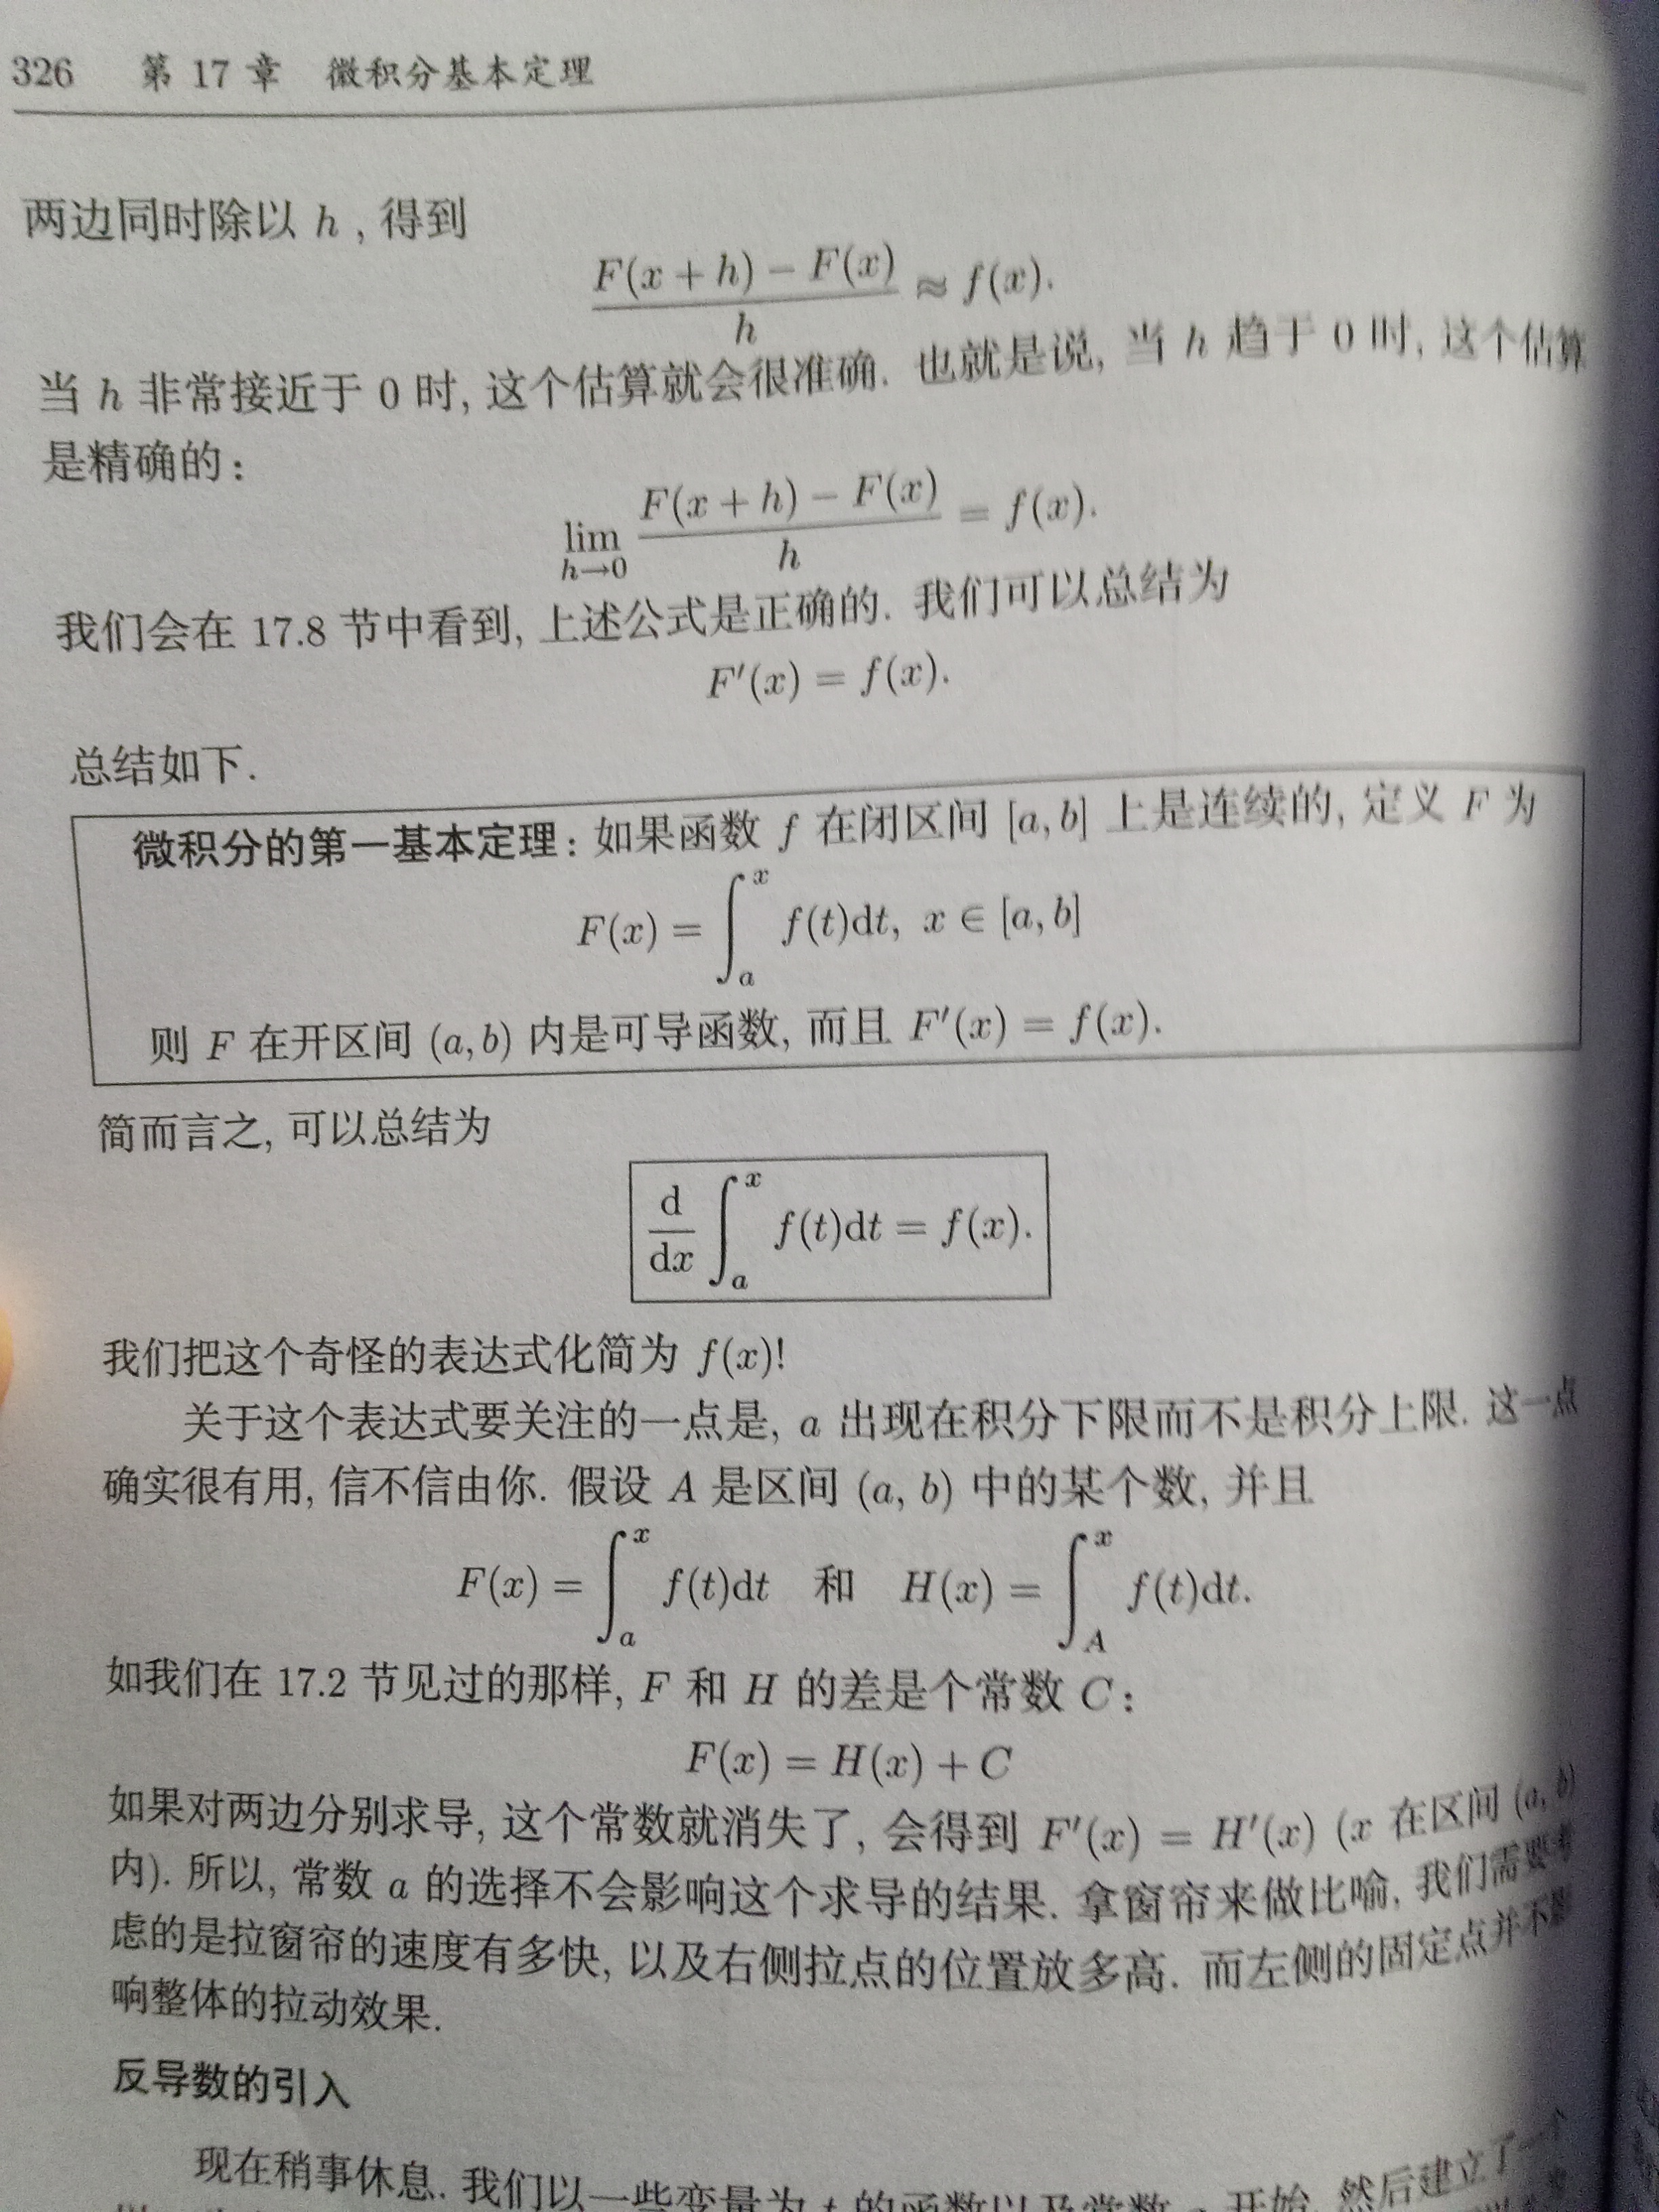 326 第 17 章 微积分基本定理
两边同时除以 h , 得到
\frac{F(x + h) − F(x)}{h} ≈ f(x).
当 h 非常接近于 0 时, 这个估算就会很准确. 也就是说, 当 h 趋于 0 时, 这个估算
是精确的:
\lim_{h→0} \frac{F(x + h) − F(x)}{h} = f(x).
我们会在 17.8 节中看到, 上述公式是正确的. 我们可以总结为
F′(x) = f(x).
总结如下.
微积分的第一基本定理: 如果函数 f 在闭区间 [a, b] 上是连续的, 定义 F 为
F(x) = \int_a^x f(t)dt, x ∈ [a, b]
则 F 在开区间 (a, b) 内是可导函数, 而且 F′(x) = f(x).
简而言之, 可以总结为
\frac{d}{dx} \int_a^x f(t)dt = f(x).
我们把这个奇怪的表达式化简为 f(x)!
关于这个表达式要关注的一点是, a 出现在积分下限而不是积分上限. 这一点
确实很有用, 信不信由你. 假设 A 是区间 (a, b) 中的某个数, 并且
F(x) = \int_a^x f(t)dt 和 H(x) = \int_A^x f(t)dt.
如我们在 17.2 节见过的那样, F 和 H 的差是个常数 C:
F(x) = H(x) + C
如果对两边分别求导, 这个常数就消失了, 会得到 F′(x) = H′(x) (x 在区间 (a, b)
内). 所以, 常数 a 的选择不会影响这个求导的结果. 拿窗帘来做比喻, 我们需要考
虑的是拉窗帘的速度有多快, 以及右侧拉点的位置放多高. 而左侧的固定点并不影
响整体的拉动效果.
反导数的引入
现在稍事休息. 我们以一些变量为 t 的函数以及常数 开始, 然后建立了一个